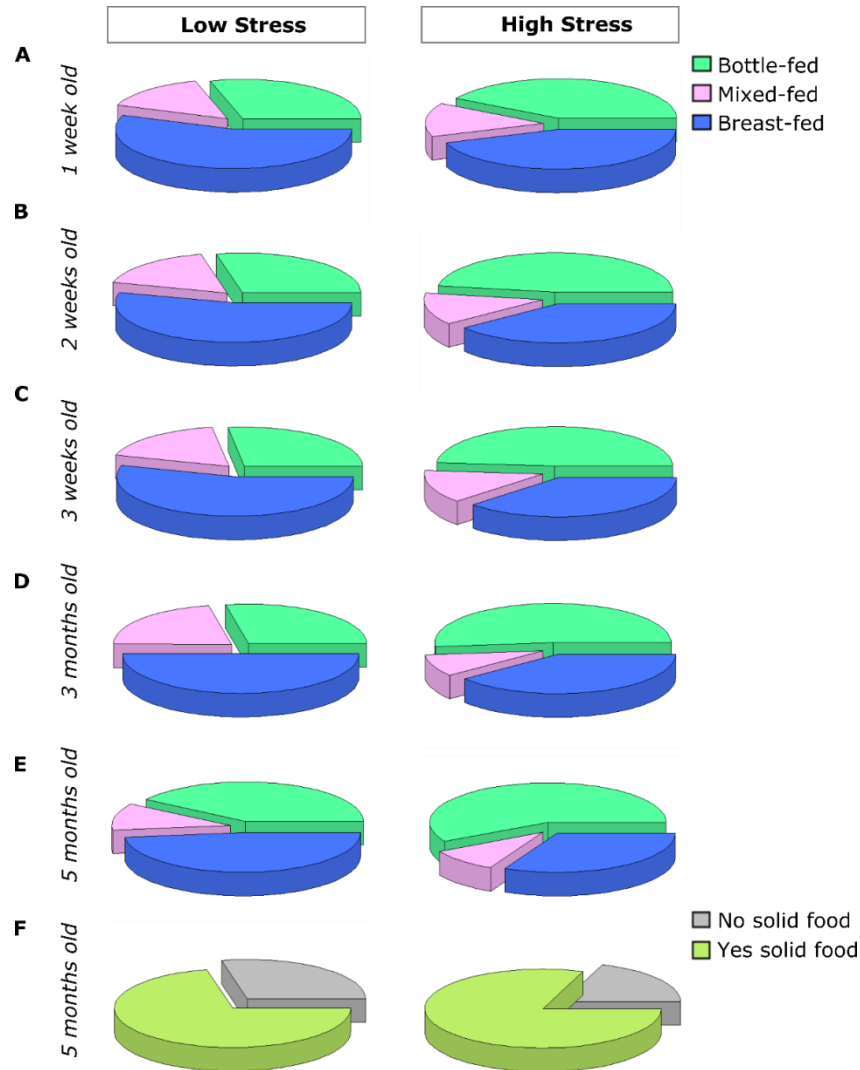 Low Stress
High Stress
A
1 week old
Bottle-fed
Mixed-fed
Breast-fed
B
2 weeks old
C
3 weeks old
D
3 months old
E
5 months old
F
5 months old
No solid food
Yes solid food